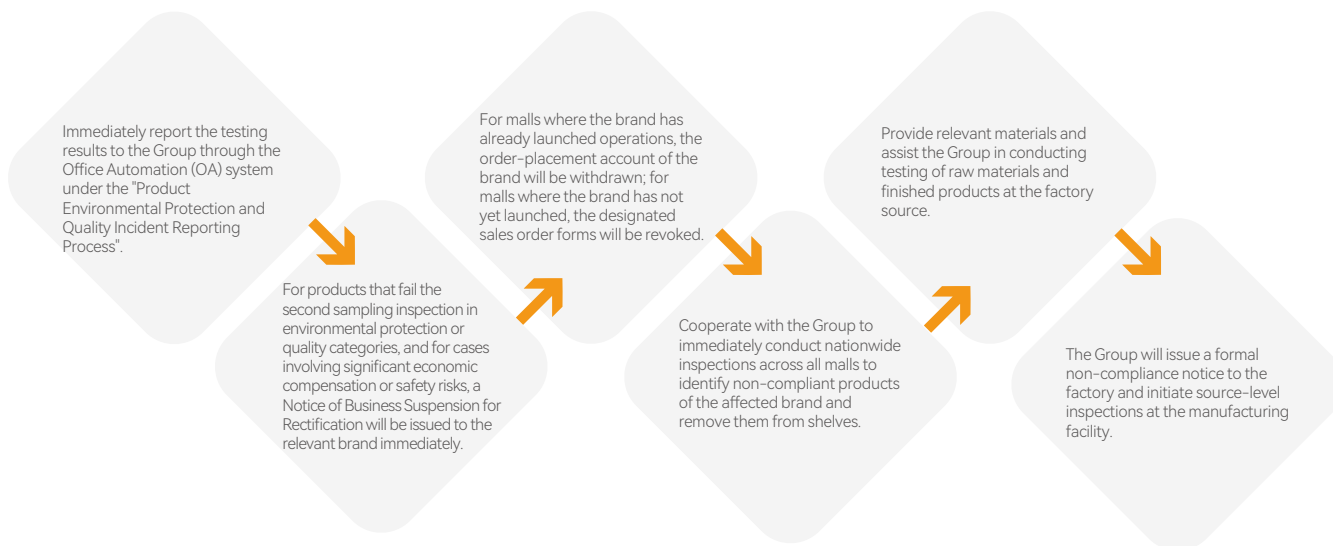 Immediately report the testing
results to the Group through the
Office Automation (OA) system
under the "Product
Environmental Protection and
Quality Incident Reporting
Process".
For products that fail the
second sampling inspection in
environmental protection or
quality categories, and for cases
involving significant economic
compensation or safety risks, a
Notice of Business Suspension for
Rectification will be issued to the
relevant brand immediately.
For malls where the brand has
already launched operations, the
order-placement account of the
brand will be withdrawn; for
malls where the brand has not
yet launched, the designated
sales order forms will be revoked.
Cooperate with the Group to
immediately conduct nationwide
inspections across all malls to
identify non-compliant products
of the affected brand and
remove them from shelves.
Provide relevant materials and
assist the Group in conducting
testing of raw materials and
finished products at the factory
source.
The Group will issue a formal
non-compliance notice to the
factory and initiate source-level
inspections at the manufacturing
facility.